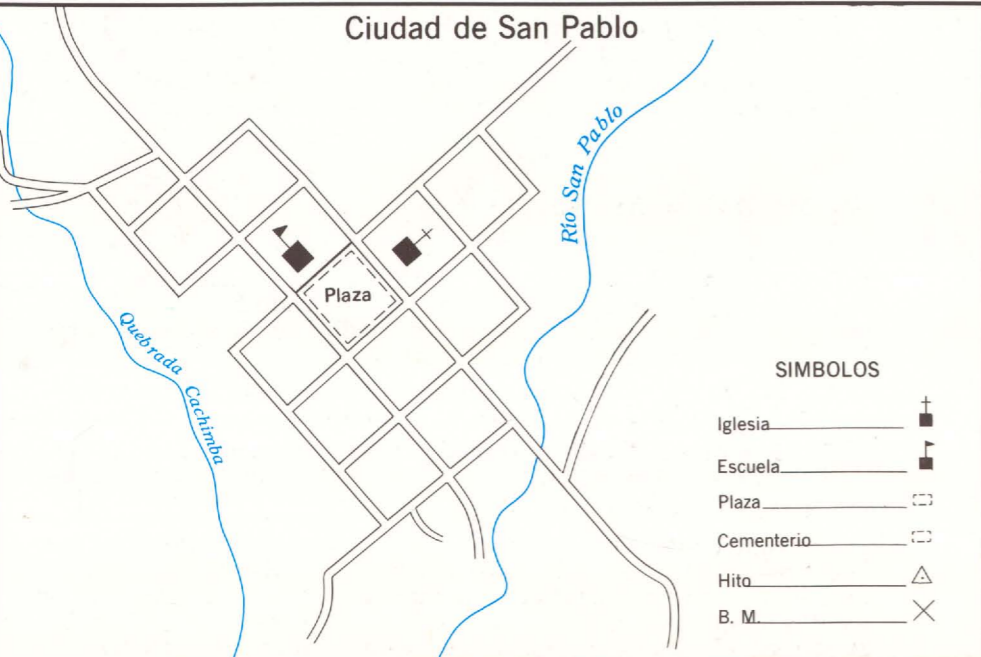 Ciudad de San Pablo
Río San Pablo
Plaza
Quebrada Cachimba
SIMBOLOS
Iglesia
Escuela
Plaza
Cementerio
Hito
B. M.